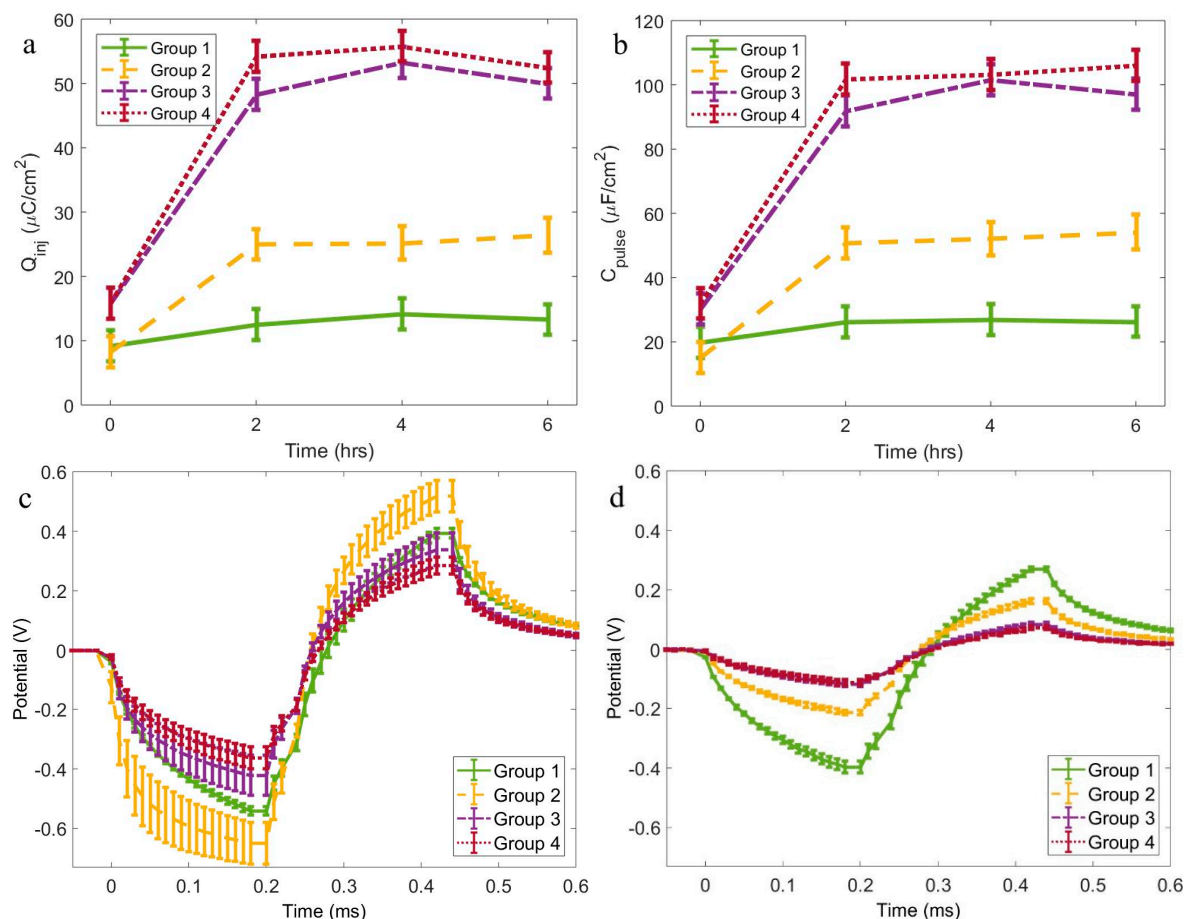 a
60
50
40
30
20
10
0
Q_inj (μC/cm²)
Group 1
Group 2
Group 3
Group 4
0 2 4 6
Time (hrs)
b
120
100
80
60
40
20
0
C_pulse (μF/cm²)
Group 1
Group 2
Group 3
Group 4
0 2 4 6
Time (hrs)
c
0.6
0.4
0.2
0
-0.2
-0.4
-0.6
Potential (V)
Group 1
Group 2
Group 3
Group 4
0 0.1 0.2 0.3 0.4 0.5 0.6
Time (ms)
d
0.6
0.4
0.2
0
-0.2
-0.4
-0.6
Potential (V)
Group 1
Group 2
Group 3
Group 4
0 0.1 0.2 0.3 0.4 0.5 0.6
Time (ms)